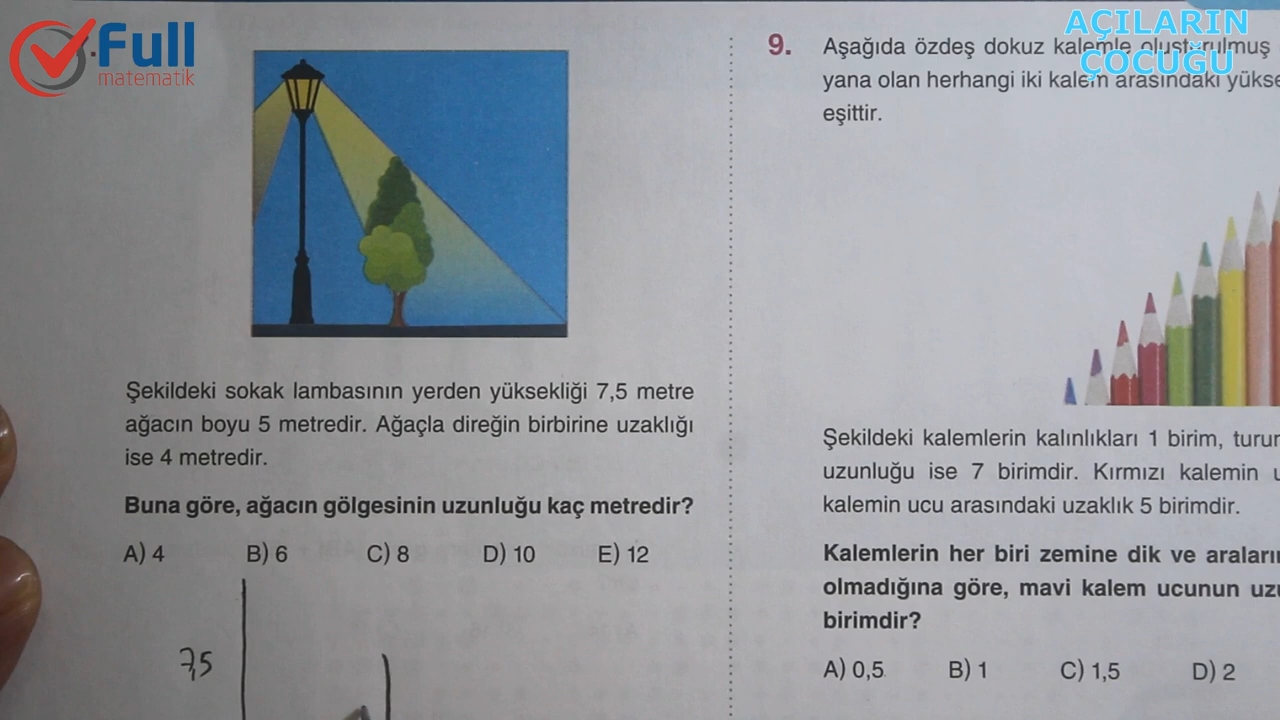 Full
matematik
AÇILARIN
ÇOCUĞU
Şekildeki sokak lambasının yerden yüksekliği 7,5 metre
ağacın boyu 5 metredir. Ağaçla direğin birbirine uzaklığı
ise 4 metredir.
Buna göre, ağacın gölgesinin uzunluğu kaç metredir?
A) 4 B) 6 C) 8 D) 10 E) 12
7,5
9. Aşağıda özdeş dokuz kalemle oluşturulmuş
yana olan herhangi iki kalem arasındaki
eşittir.
Şekildeki kalemlerin kalınlıkları 1 birim,
uzunluğu ise 7 birimdir. Kırmızı kalemin
kalemin ucu arasındaki uzaklık 5 birimdir.
Kalemlerin her biri zemine dik ve
olmadığına göre, mavi kalem ucunun
birimdir?
A) 0,5 B) 1 C) 1,5 D) 2